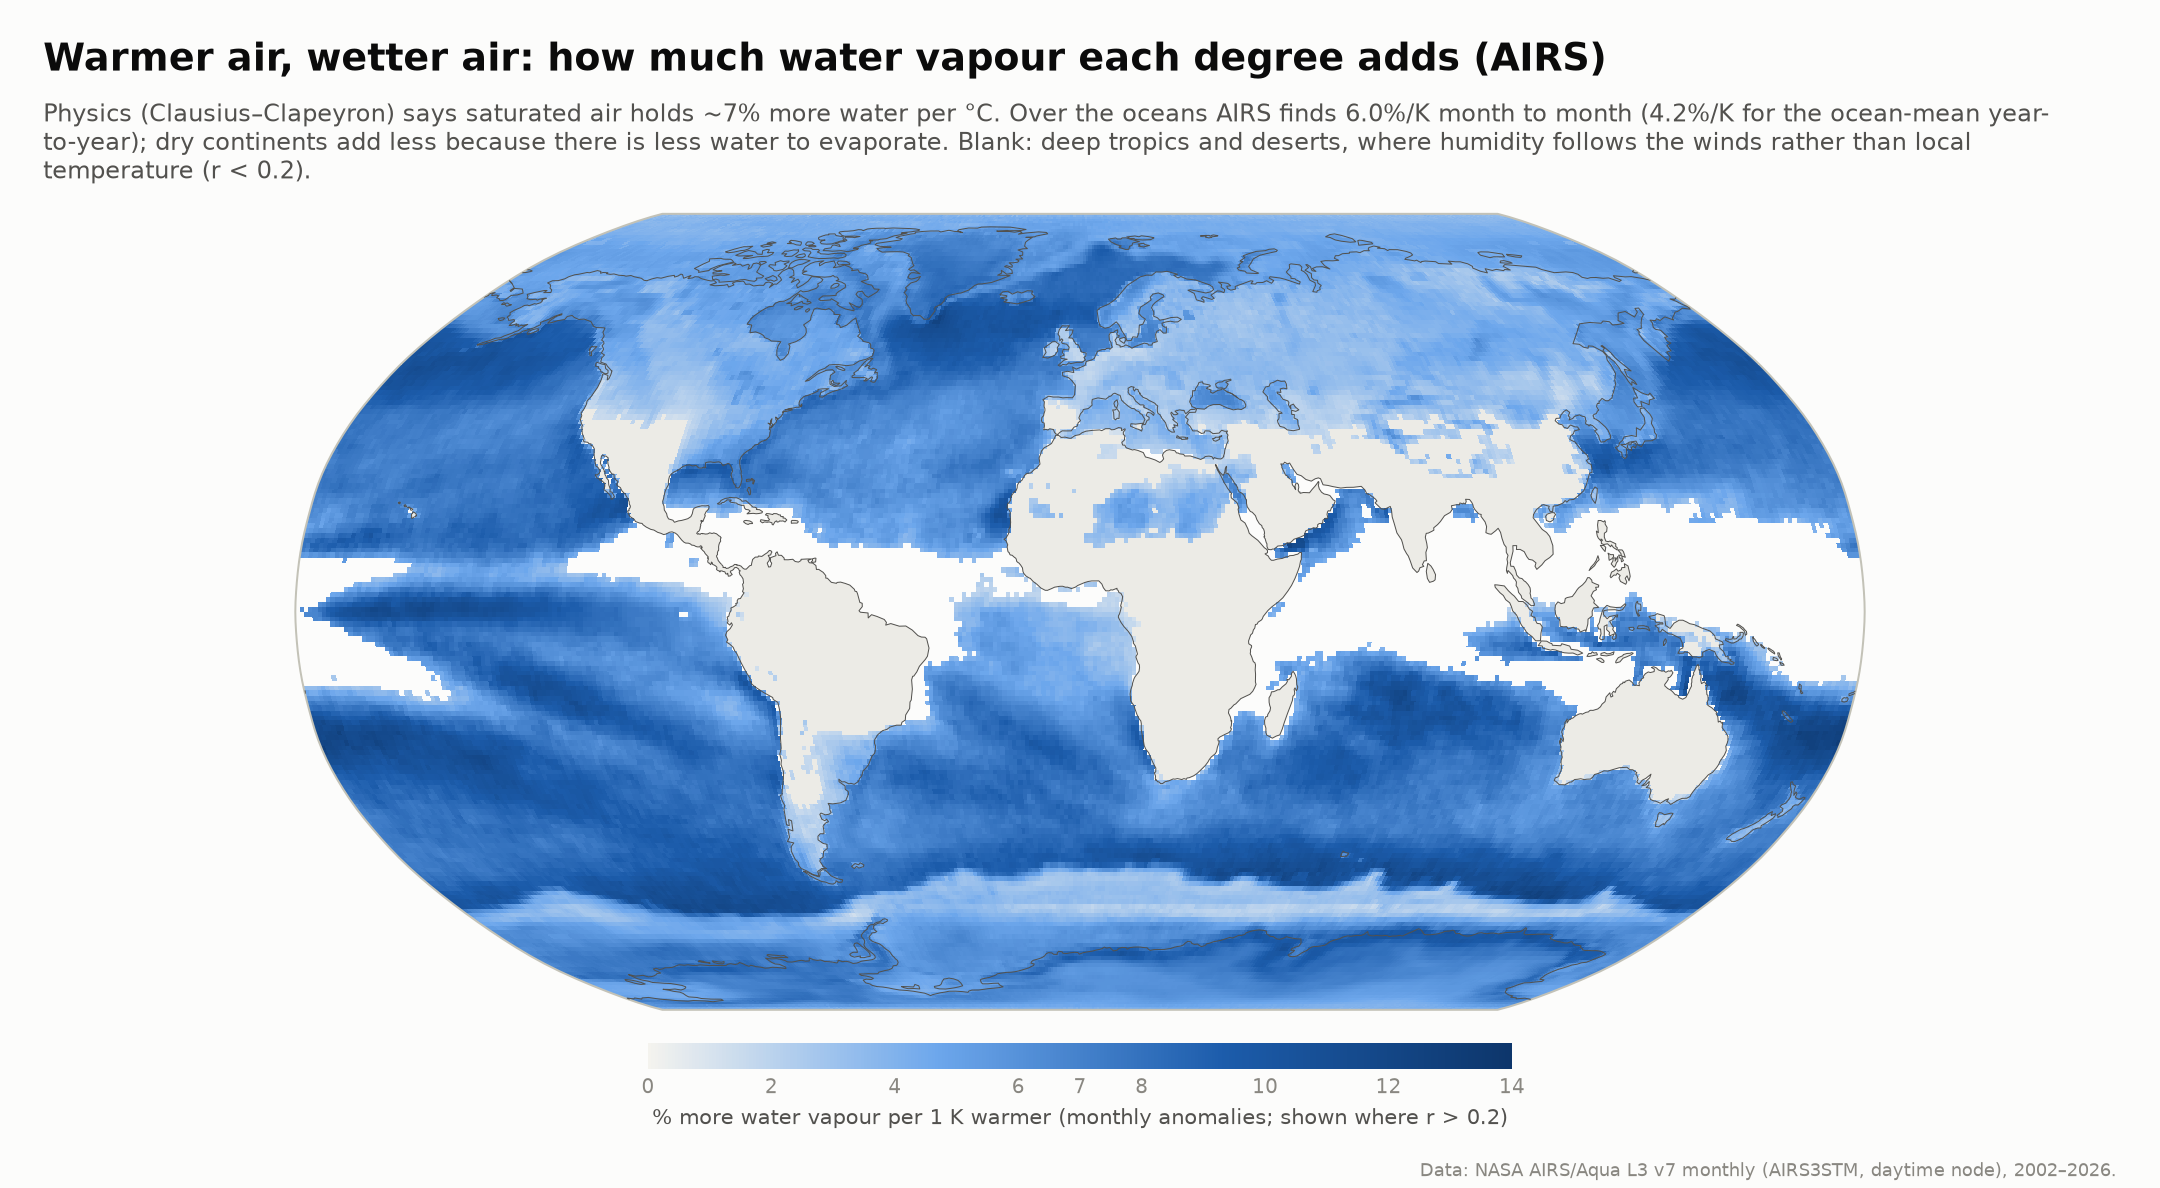 Warmer air, wetter air: how much water vapour each degree adds (AIRS)
Physics (Clausius–Clapeyron) says saturated air holds ~7% more water per °C. Over the oceans AIRS finds 6.0%/K month to month (4.2%/K for the ocean-mean year-
to-year); dry continents add less because there is less water to evaporate. Blank: deep tropics and deserts, where humidity follows the winds rather than local
temperature (r < 0.2).
0 2 4 6 7 8 10 12 14
% more water vapour per 1 K warmer (monthly anomalies; shown where r > 0.2)
Data: NASA AIRS/Aqua L3 v7 monthly (AIRS3STM, daytime node), 2002–2026.